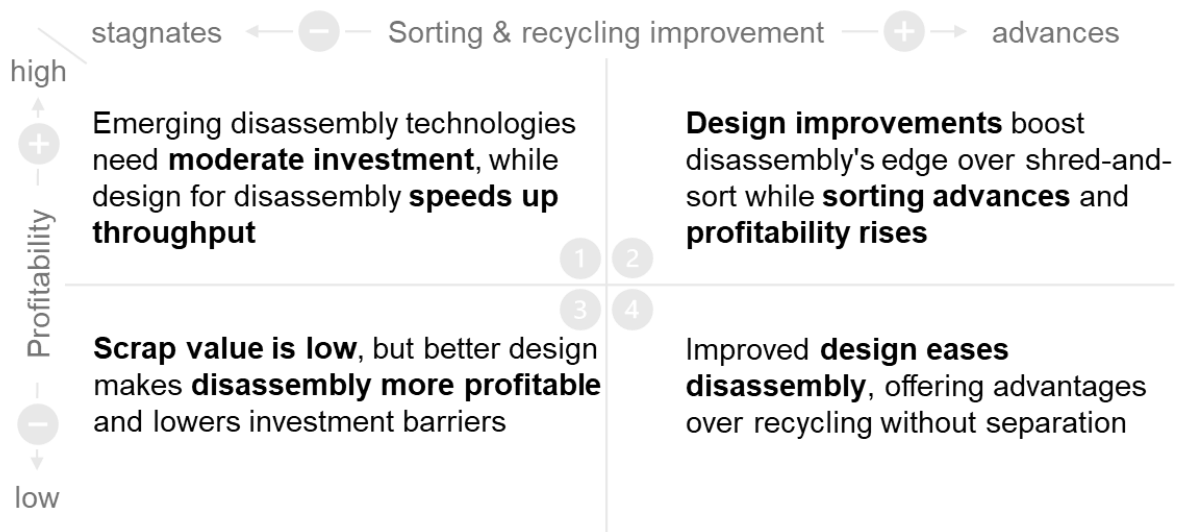 stagnates − Sorting & recycling improvement + advances
high
+
Profitability
−
low
Emerging disassembly technologies
need moderate investment, while
design for disassembly speeds up
throughput
1
Design improvements boost
disassembly's edge over shred-and-
sort while sorting advances and
profitability rises
2
Scrap value is low, but better design
makes disassembly more profitable
and lowers investment barriers
3
Improved design eases
disassembly, offering advantages
over recycling without separation
4